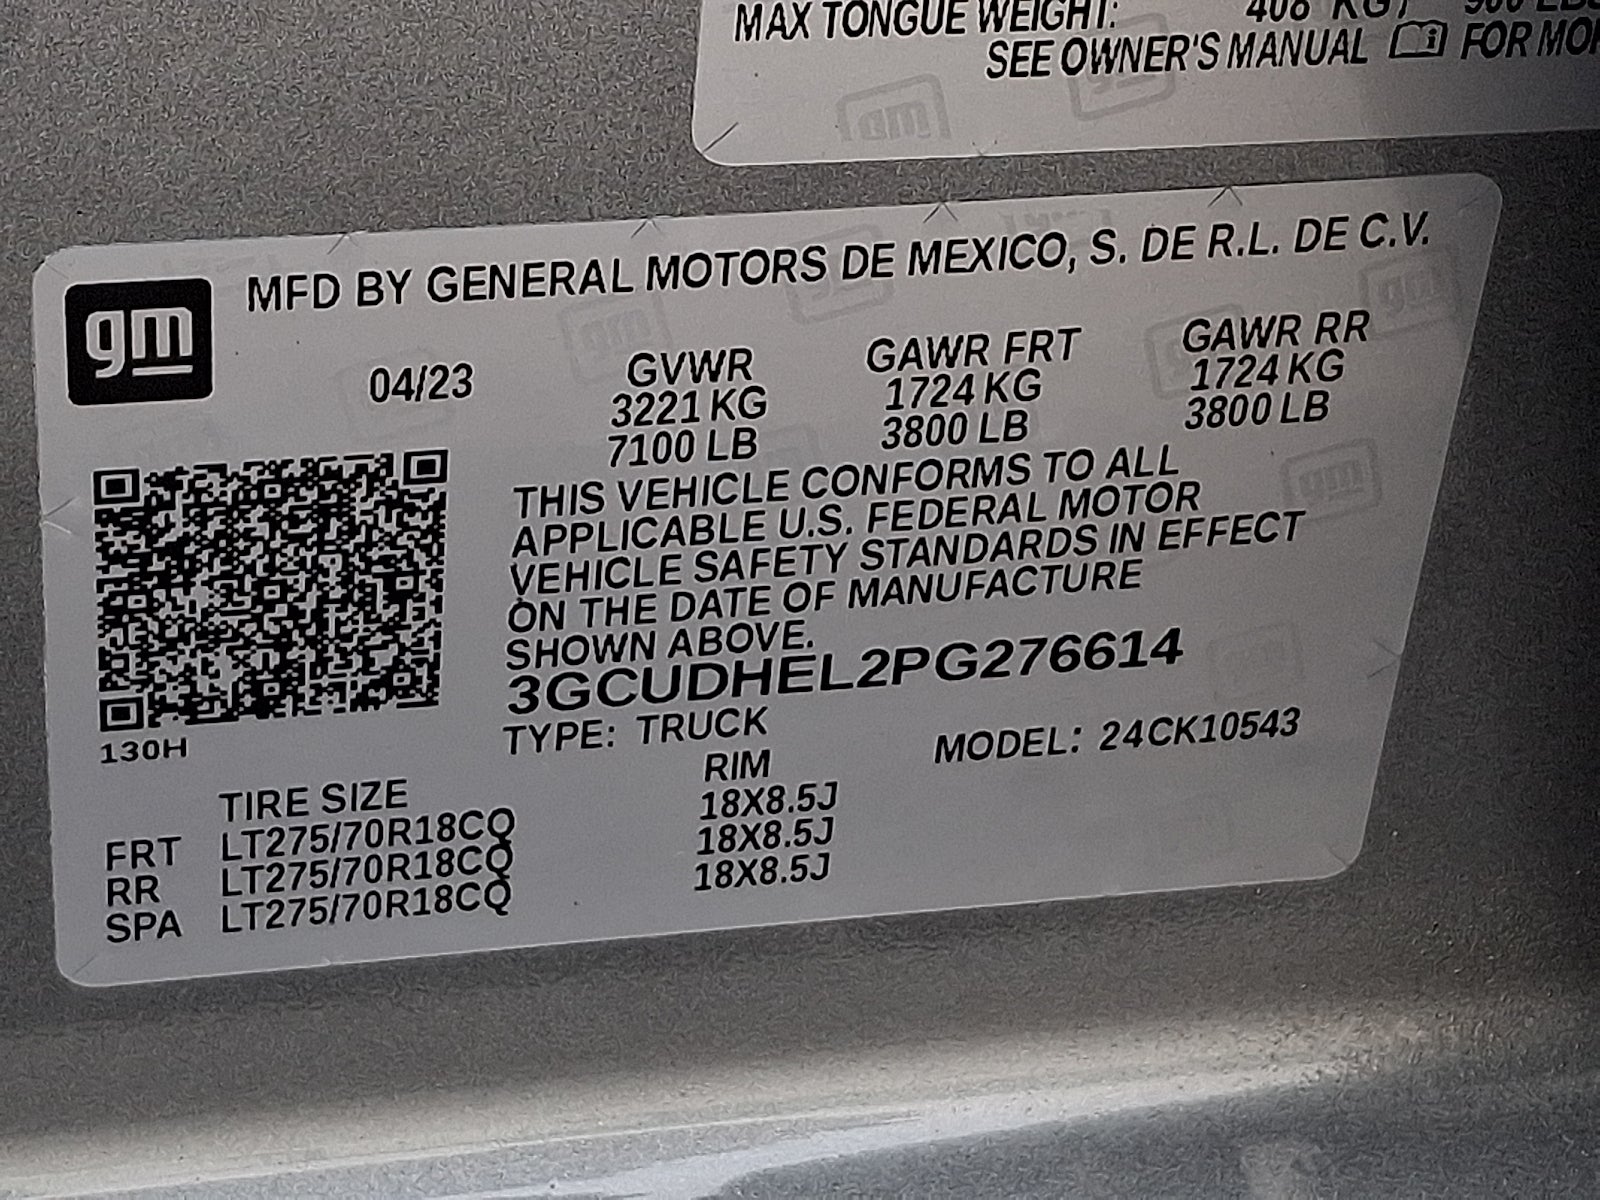 MAX TONGUE WEIGHT: 408 KG
SEE OWNER'S MANUAL FOR
gm
MFD BY GENERAL MOTORS DE MEXICO, S. DE R.L. DE C.V.
04/23
GVWR GAWR FRT GAWR RR
3221 KG 1724 KG 1724 KG
7100 LB 3800 LB 3800 LB
THIS VEHICLE CONFORMS TO ALL
APPLICABLE U.S. FEDERAL MOTOR
VEHICLE SAFETY STANDARDS IN EFFECT
ON THE DATE OF MANUFACTURE
SHOWN ABOVE.
3GCUDHEL2PG276614
130H
TYPE: TRUCK MODEL: 24CK10543
TIRE SIZE RIM
FRT LT275/70R18CQ 18X8.5J
RR LT275/70R18CQ 18X8.5J
SPA LT275/70R18CQ 18X8.5J